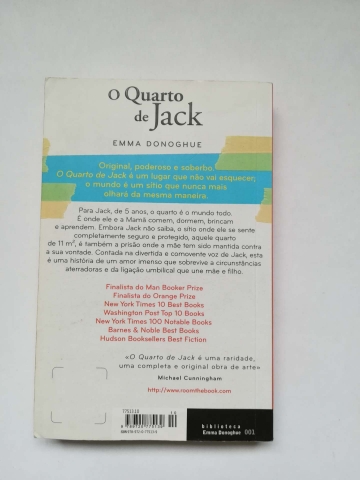 O Quarto
de Jack
EMMA DONOGHUE
Original, poderoso e soberbo.
O Quarto de Jack é um lugar que não vai esquecer,
o mundo é um sítio que nunca mais
olhará da mesma maneira.
Para Jack, de 5 anos, o quarto é o mundo todo.
É onde ele e a Mamã comem, dormem, brincam
e aprendem. Embora Jack não saiba, o sítio onde ele se sente
completamente seguro e protegido, aquele quarto
de 11 m², é também a prisão onde a mãe tem sido mantida contra
a sua vontade. Contada na divertida e comovente voz de Jack, esta
é uma história de um amor imenso que sobrevive a circunstâncias
aterradoras e da ligação umbilical que une mãe e filho.
Finalista do Man Booker Prize
Finalista do Orange Prize
New York Times 10 Best Books
Washington Post Top 10 Books
New York Times 100 Notable Books
Barnes & Noble Best Books
Hudson Booksellers Best Fiction
«O Quarto de Jack é uma raridade,
uma completa e original obra de arte»
Michael Cunningham
http://www.roomthebook.com
biblioteca
Emma Donoghue 001